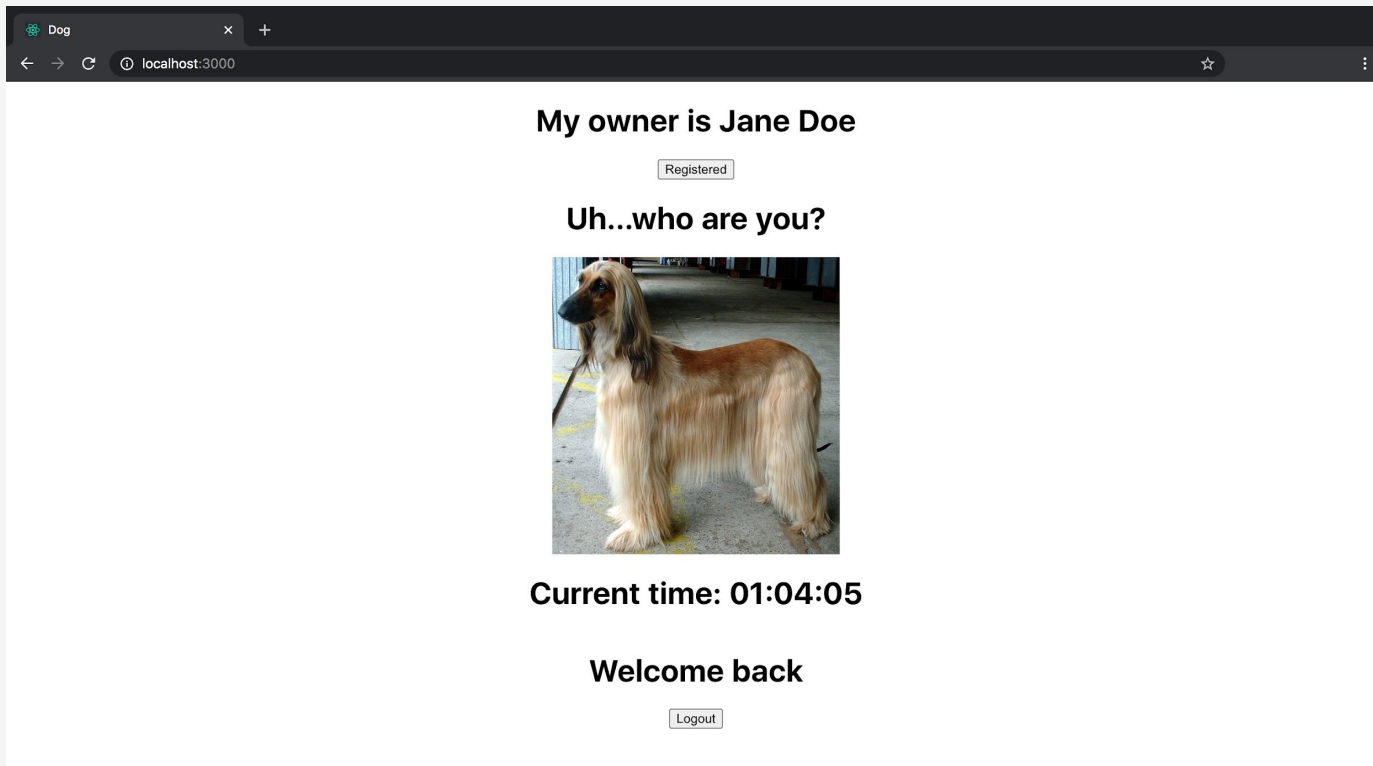 Dog
localhost:3000
My owner is Jane Doe
Registered
Uh...who are you?
Current time: 01:04:05
Welcome back
Logout